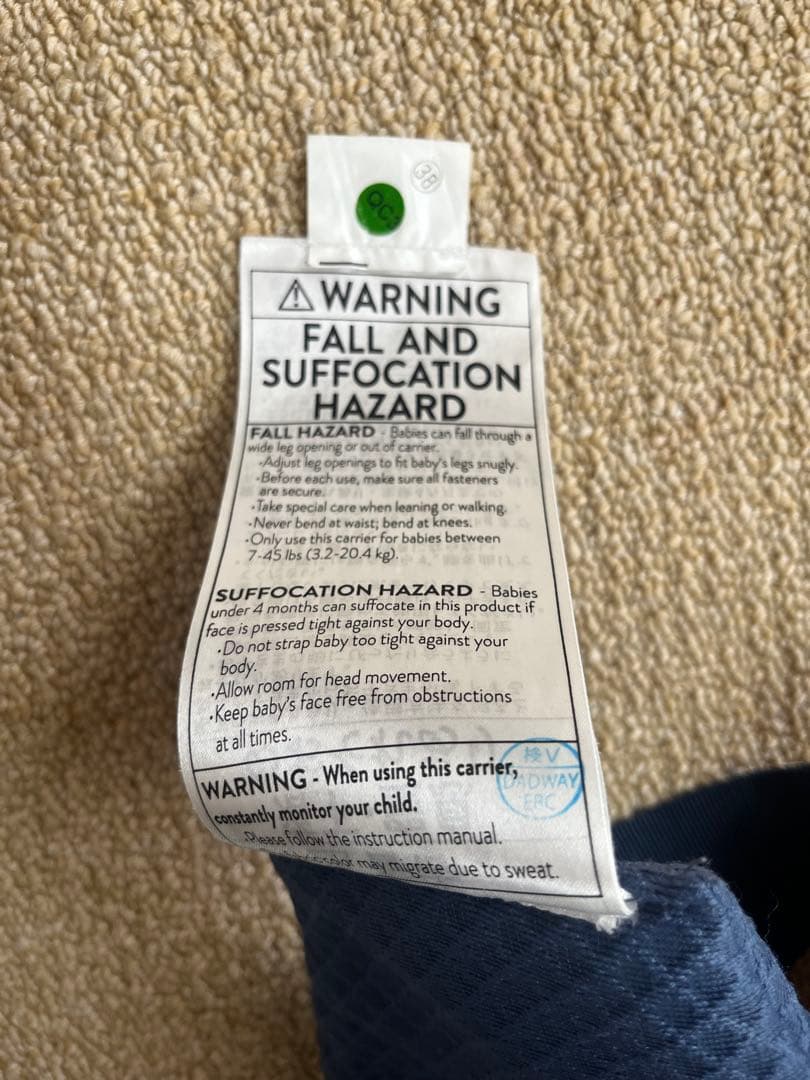 38
QC
WARNING
FALL AND
SUFFOCATION
HAZARD
FALL HAZARD - Babies can fall through a
wide leg opening or out of carrier.
•Adjust leg openings to fit baby's legs snugly.
•Before each use, make sure all fasteners
are secure.
•Take special care when leaning or walking.
•Never bend at waist; bend at knees.
•Only use this carrier for babies between
7-45 lbs (3.2-20.4 kg).
SUFFOCATION HAZARD - Babies
under 4 months can suffocate in this product if
face is pressed tight against your body.
•Do not strap baby too tight against your
body.
•Allow room for head movement.
•Keep baby's face free from obstructions
at all times.
WARNING - When using this carrier,
constantly monitor your child.
•Please follow the instruction manual.
color may migrate due to sweat.
検 V
DADWAY
ERC